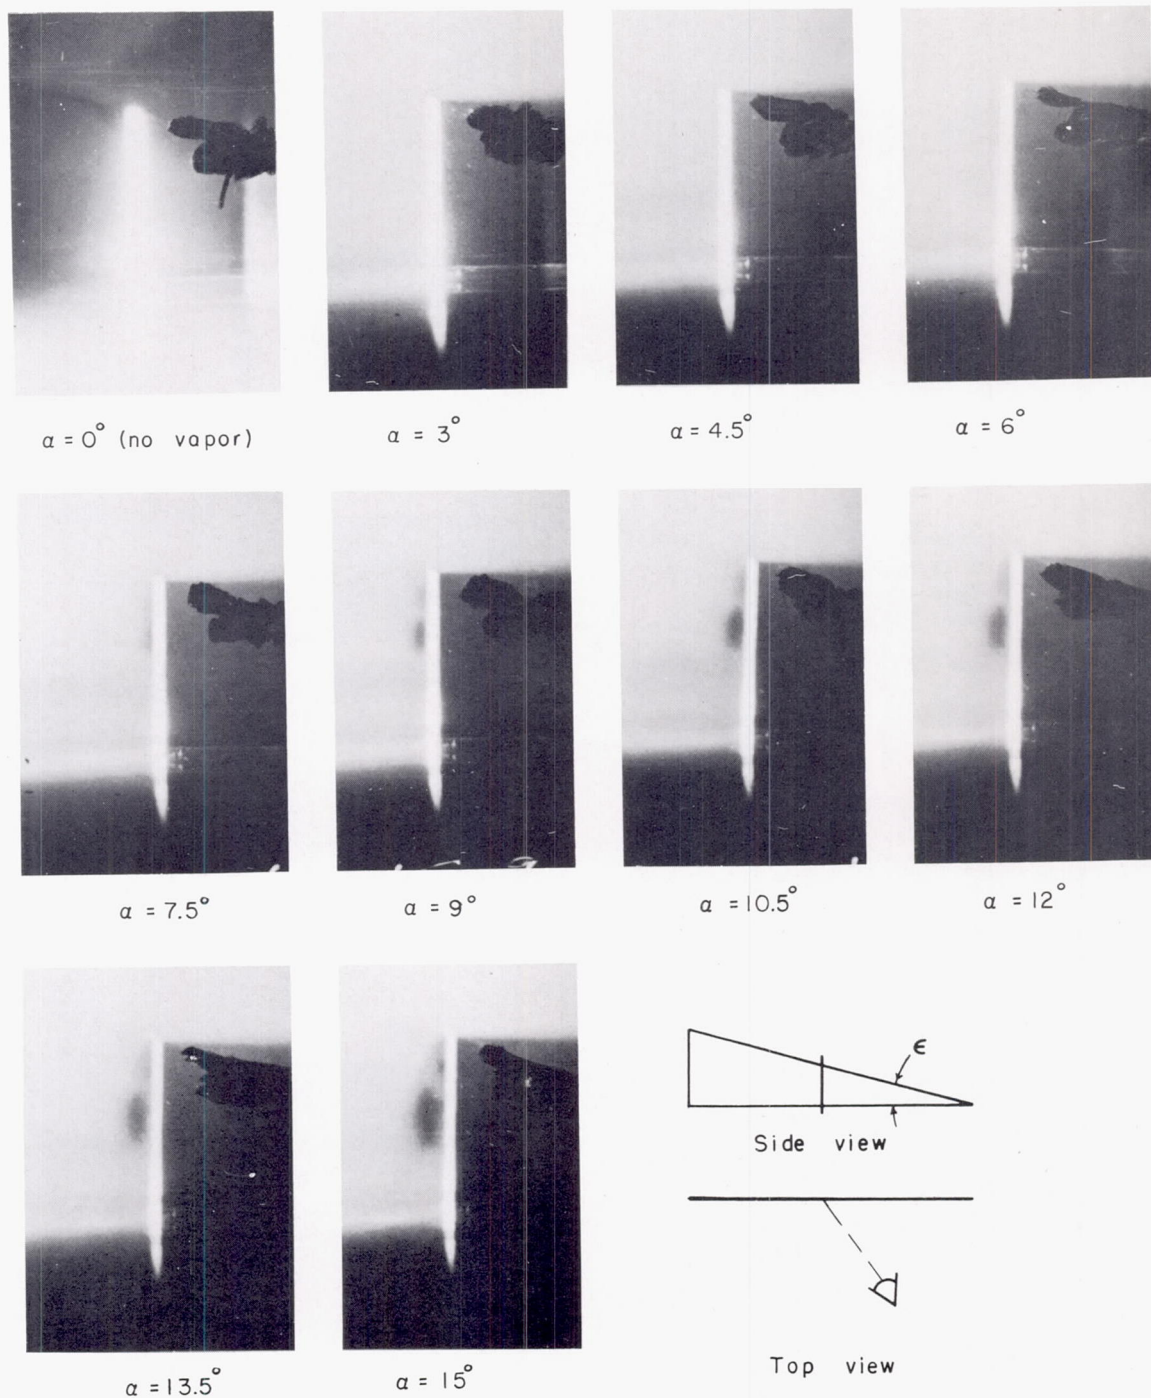 α = 0° (no vapor)
α = 3°
α = 4.5°
α = 6°
α = 7.5°
α = 9°
α = 10.5°
α = 12°
α = 13.5°
α = 15°
ϵ
Side view
Top view